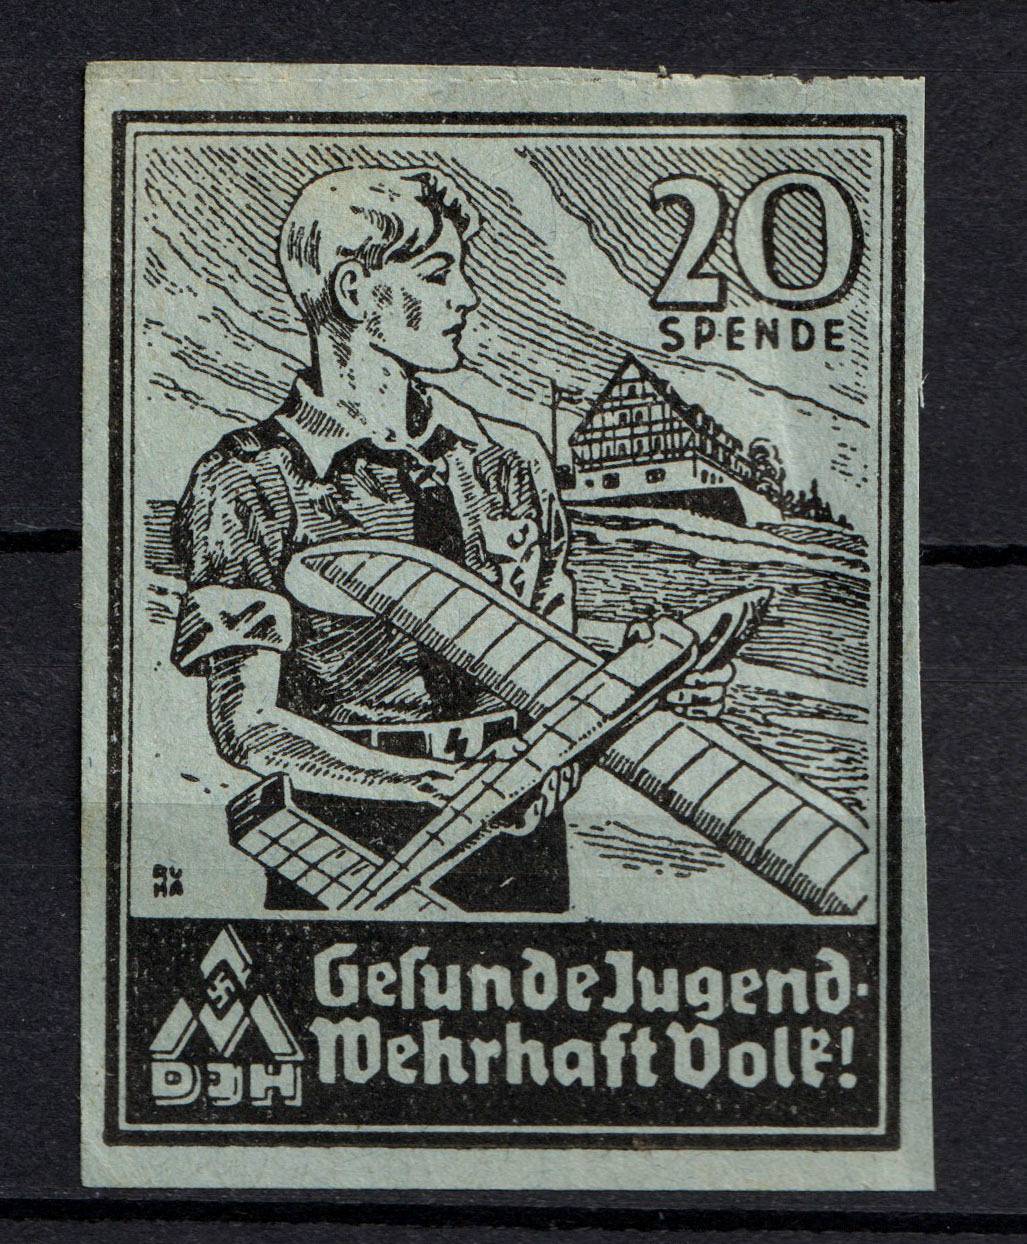 20
SPENDE
RU
HA
DJH
Geſunde Jugend-
Wehrhaft Volk!